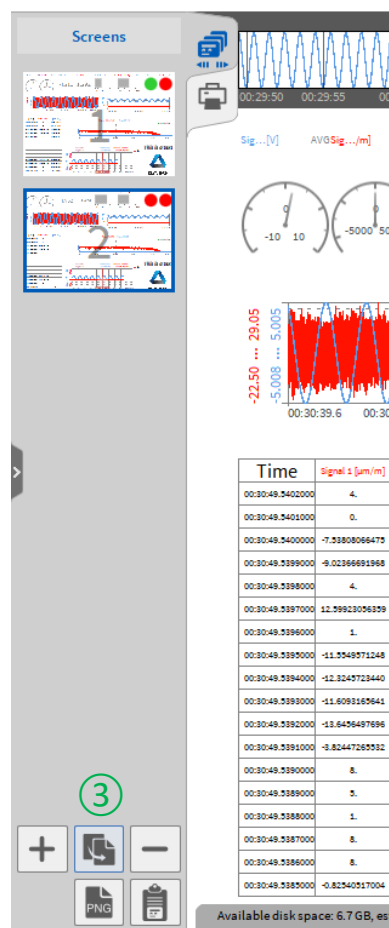 Screens
1
2
3
PNG
00:29:50 00:29:55 00
Sig...[V] AVGSig.../m]
0 0
-10 10 -5000 50
-22.50 ... 29.05
-5.008 ... 5.005
00:30:39.6 00:30
Time Signal 1 [um/m]
00:30:49.5402000 4.
00:30:49.5401000 0.
00:30:49.5400000 -7.53808066475
00:30:49.5399000 -9.02366691968
00:30:49.5398000 4.
00:30:49.5397000 12.59923056359
00:30:49.5396000 1.
00:30:49.5395000 -11.5549571248
00:30:49.5394000 -12.3245723440
00:30:49.5393000 -11.6093165641
00:30:49.5392000 -13.6456497696
00:30:49.5391000 -3.82447265532
00:30:49.5390000 8.
00:30:49.5389000 5.
00:30:49.5388000 1.
00:30:49.5387000 8.
00:30:49.5386000 8.
00:30:49.5385000 -0.82540517004
Available disk space: 6.7 GB, es